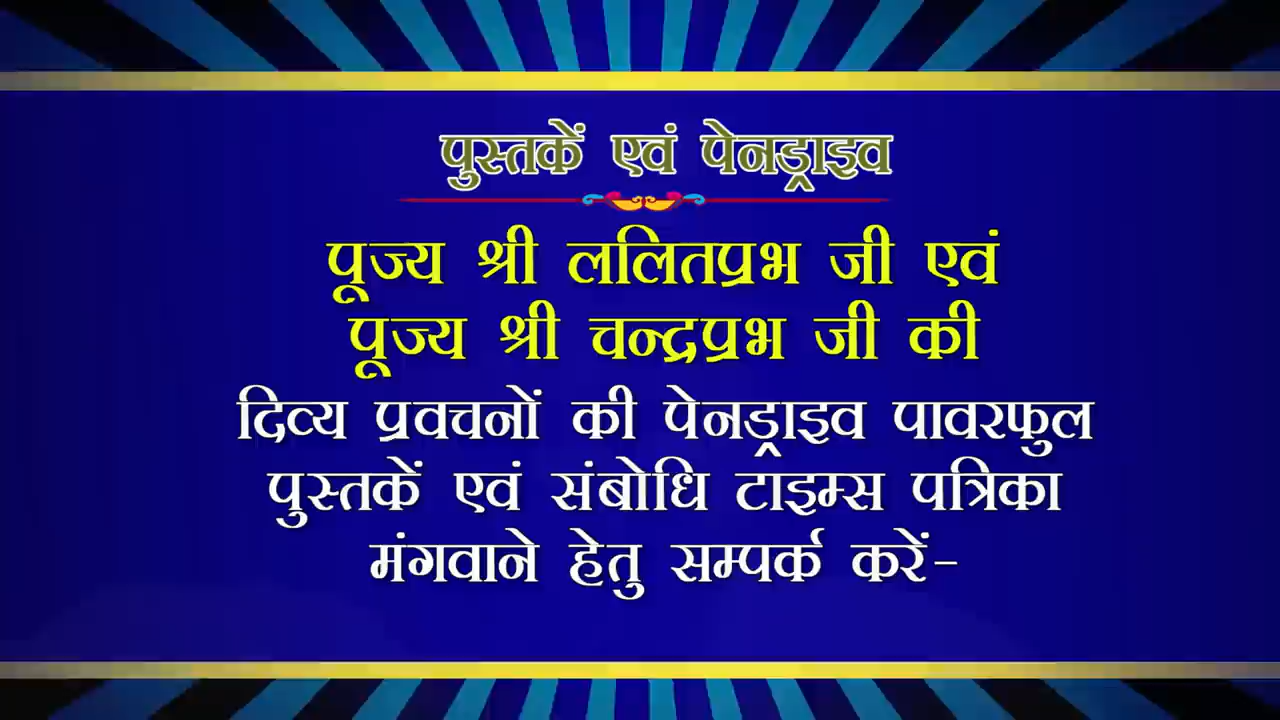 पुस्तकें एवं पेनड्राइव
पूज्य श्री ललितप्रभ जी एवं
पूज्य श्री चन्द्रप्रभ जी की
दिव्य प्रवचनों की पेनड्राइव पावरफुल
पुस्तकें एवं संबोधि टाइम्स पत्रिका
मंगवाने हेतु सम्पर्क करें-